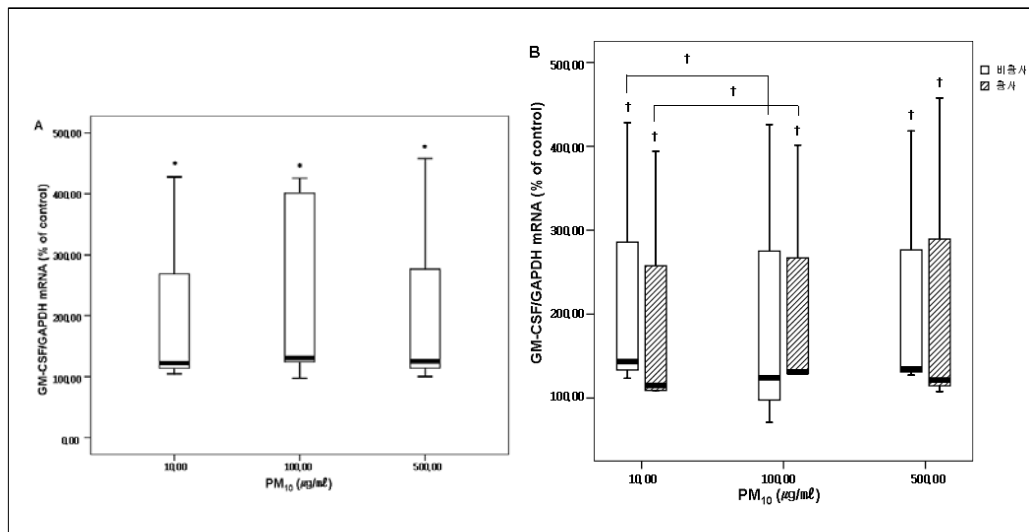 A
500,00
400,00
300,00
200,00
100,00
0,00
GM-CSF/GAPDH mRNA (% of control)
* * *
10,00 100,00 500,00
PM10 (㎍/㎖)
B
500,00
400,00
300,00
200,00
100,00
GM-CSF/GAPDH mRNA (% of control)
†
†
† † † † †
10,00 100,00 500,00
PM10 (㎍/㎖)
비황사
황사